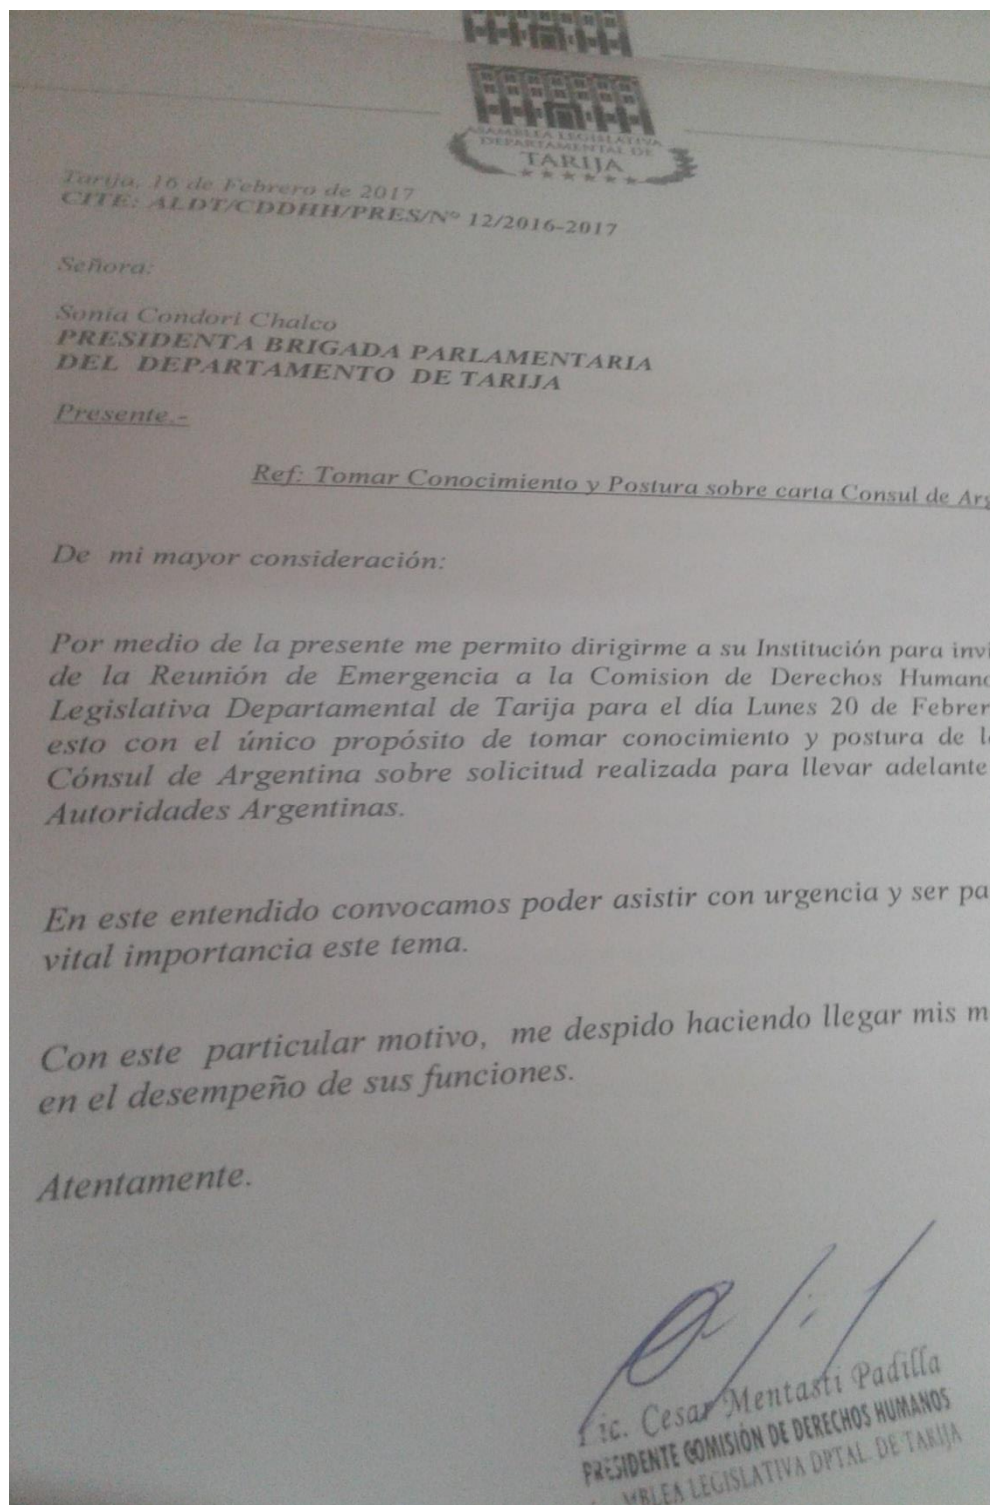 ASAMBLEA LEGISLATIVA
DEPARTAMENTAL DE
TARIJA
Tarija, 16 de Febrero de 2017
CITE: ALDT/CDDHH/PRES/Nº 12/2016-2017
Señora:
Sonia Condori Chalco
PRESIDENTA BRIGADA PARLAMENTARIA
DEL DEPARTAMENTO DE TARIJA
Presente.-
Ref: Tomar Conocimiento y Postura sobre carta Consul de Arg
De mi mayor consideración:
Por medio de la presente me permito dirigirme a su Institución para invi
de la Reunión de Emergencia a la Comision de Derechos Humano
Legislativa Departamental de Tarija para el día Lunes 20 de Febrer
esto con el único propósito de tomar conocimiento y postura de l
Cónsul de Argentina sobre solicitud realizada para llevar adelante
Autoridades Argentinas.
En este entendido convocamos poder asistir con urgencia y ser pa
vital importancia este tema.
Con este particular motivo, me despido haciendo llegar mis m
en el desempeño de sus funciones.
Atentamente.
Lic. Cesar Mentasti Padilla
PRESIDENTE COMISIÓN DE DERECHOS HUMANOS
MBLEA LEGISLATIVA DPTAL. DE TARIJA